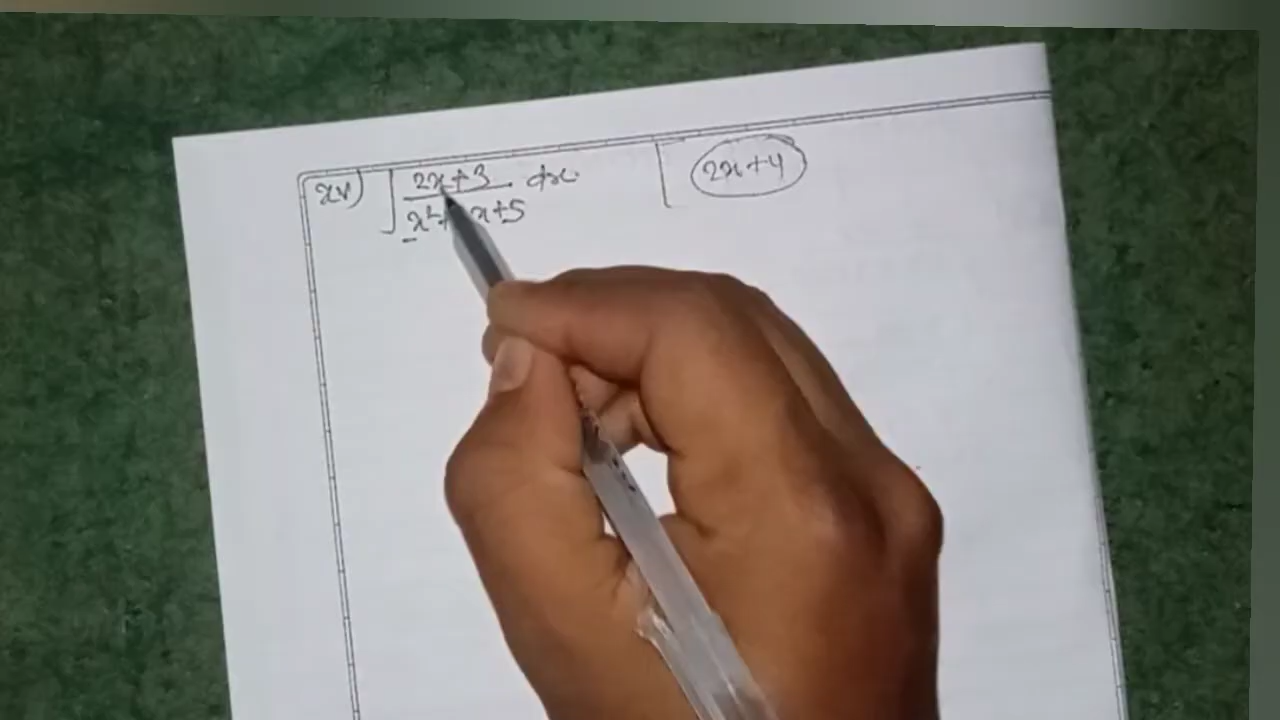 xv) ∫ 2x+3 / x²+ x+5 dx
2x+4